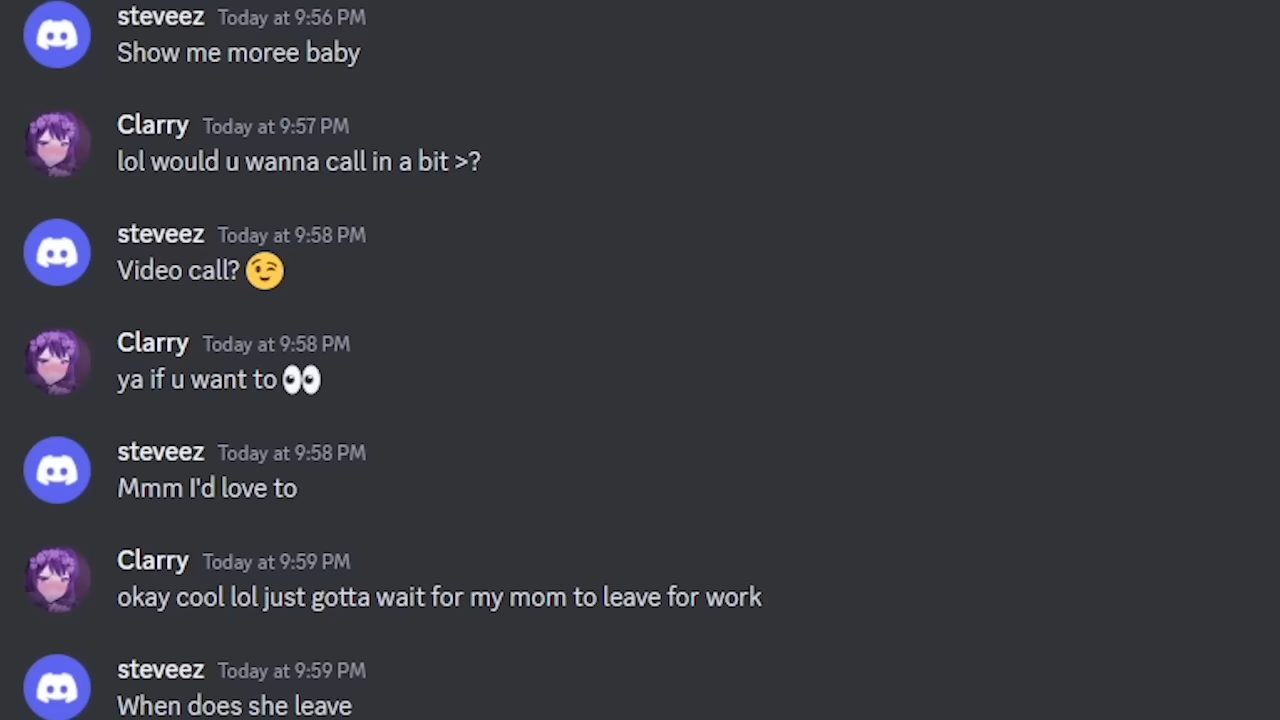 steveez Today at 9:56 PM
Show me moree baby
Clarry Today at 9:57 PM
lol would u wanna call in a bit >?
steveez Today at 9:58 PM
Video call? 😉
Clarry Today at 9:58 PM
ya if u want to 👀
steveez Today at 9:58 PM
Mmm I'd love to
Clarry Today at 9:59 PM
okay cool lol just gotta wait for my mom to leave for work
steveez Today at 9:59 PM
When does she leave